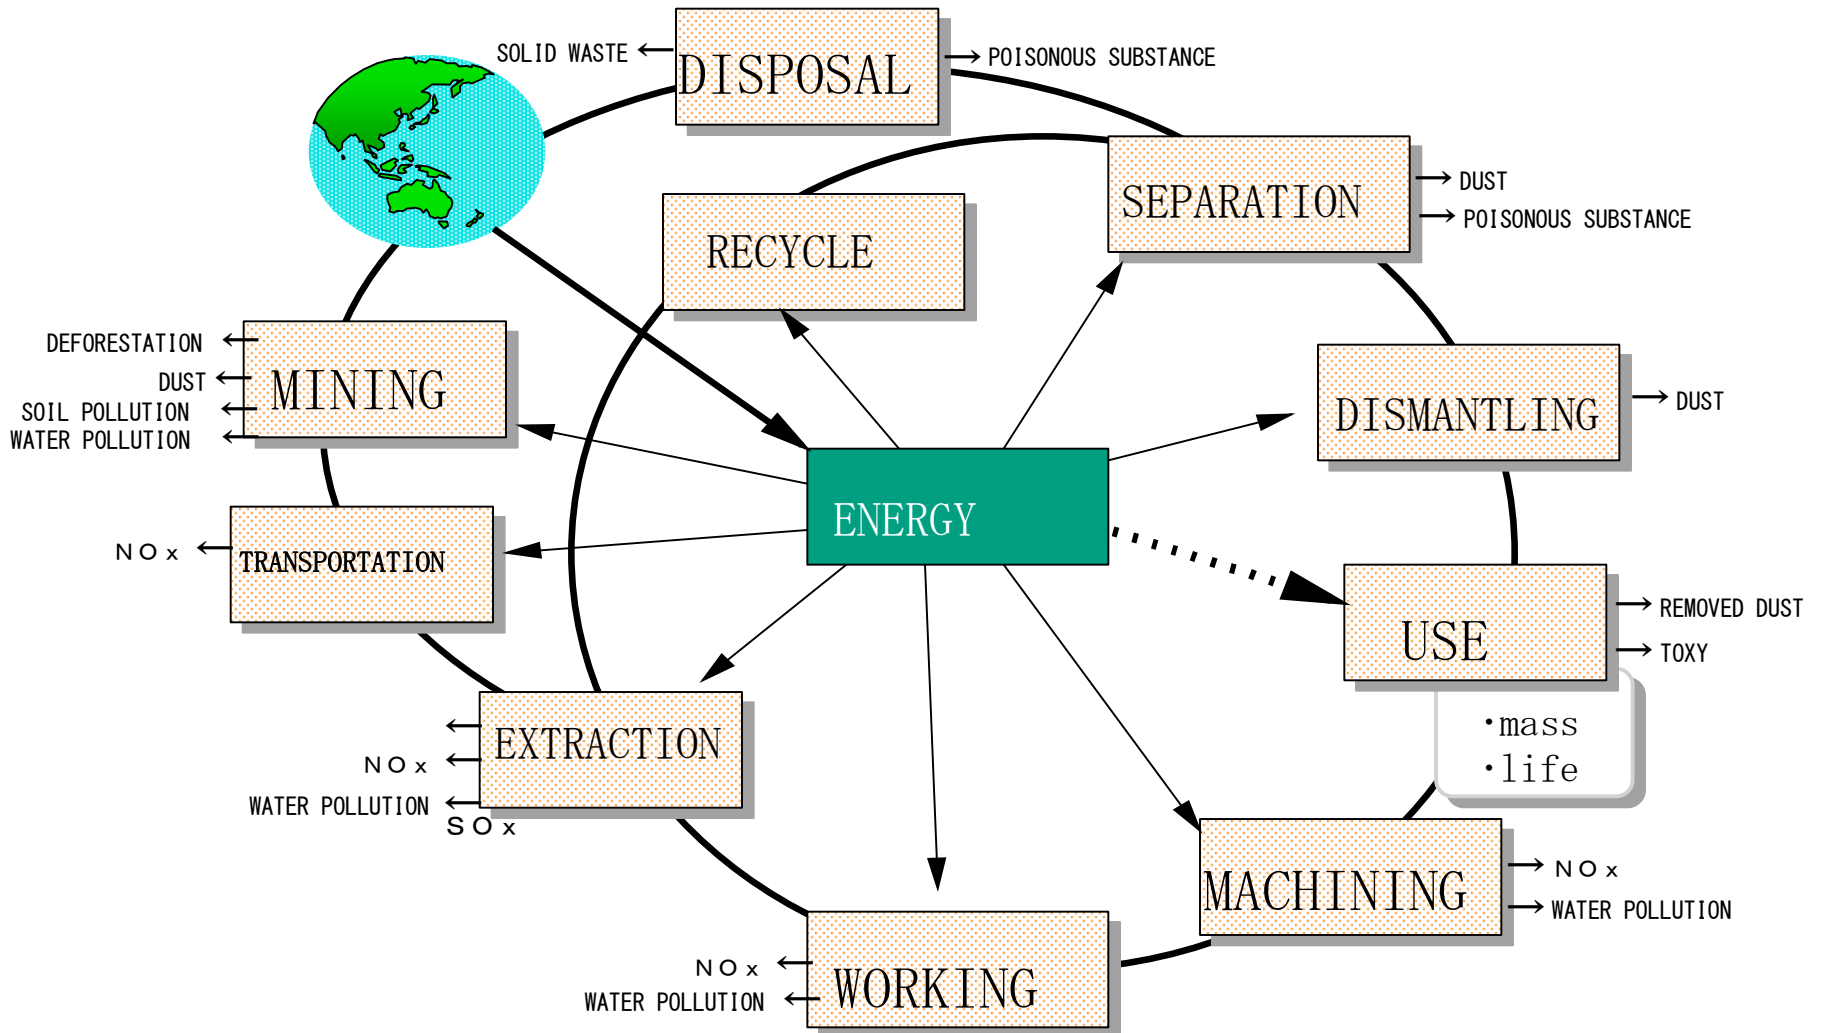 SOLID WASTE
DISPOSAL
POISONOUS SUBSTANCE
SEPARATION
DUST
POISONOUS SUBSTANCE
RECYCLE
DEFORESTATION
DUST
SOIL POLLUTION
WATER POLLUTION
MINING
DISMANTLING
DUST
ENERGY
NOx
TRANSPORTATION
USE
REMOVED DUST
TOXY
・mass
・life
EXTRACTION
NOx
WATER POLLUTION
SOx
MACHINING
NOx
WATER POLLUTION
NOx
WATER POLLUTION
WORKING